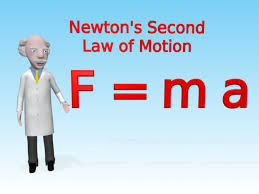 Newton's Second
Law of Motion
F = m a